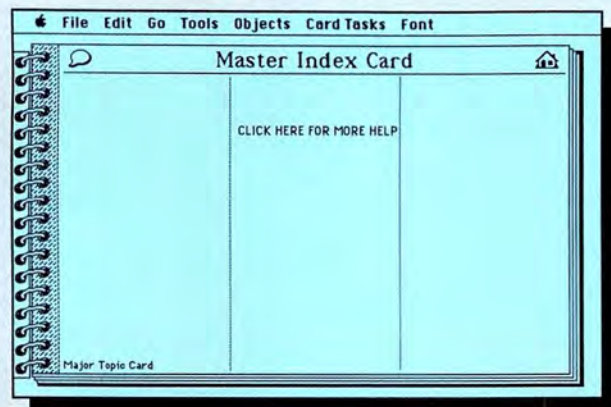 File Edit Go Tools Objects Card Tasks Font
Master Index Card
CLICK HERE FOR MORE HELP
Major Topic Card